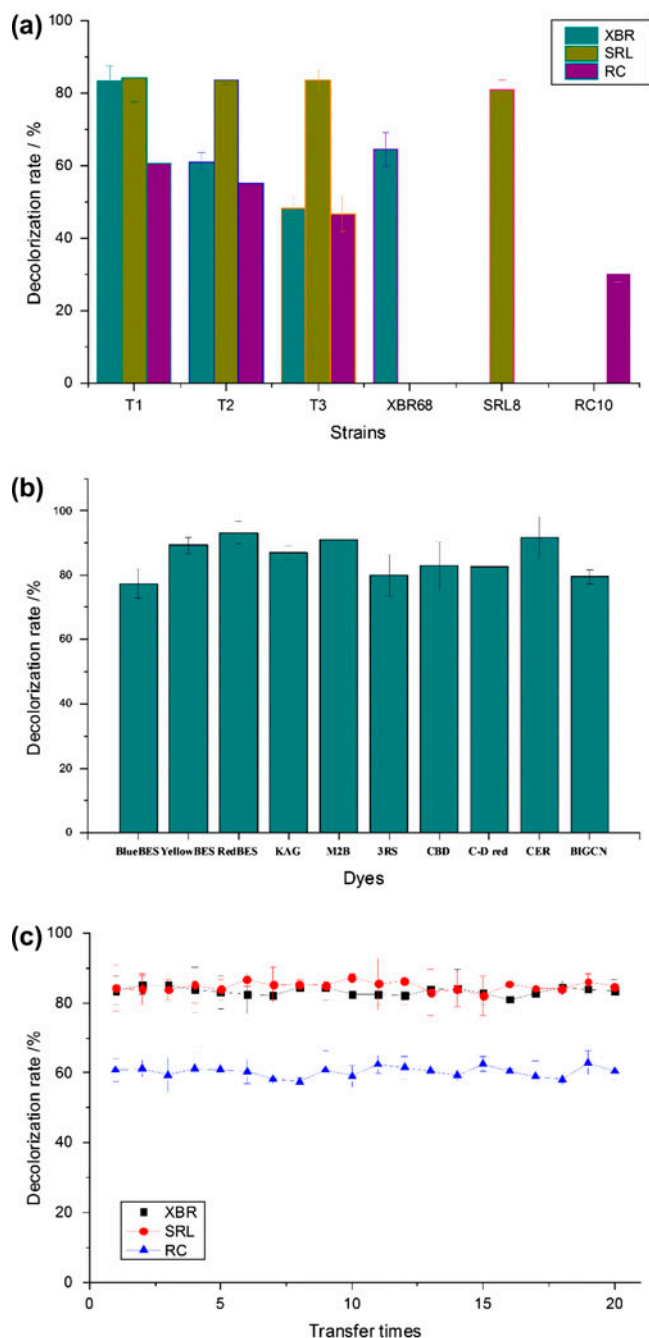 (a)
100
80
60
40
20
0
Decolorization rate / %
XBR
SRL
RC
T1 T2 T3 XBR68 SRL8 RC10
Strains
(b)
100
80
60
40
20
0
Decolorization rate /%
BlueBES YellowBES RedBES KAG M2B 3RS CBD C-D red CER BIGCN
Dyes
(c)
100
80
60
40
20
0
Decolorization rate /%
XBR
SRL
RC
0 5 10 15 20
Transfer times